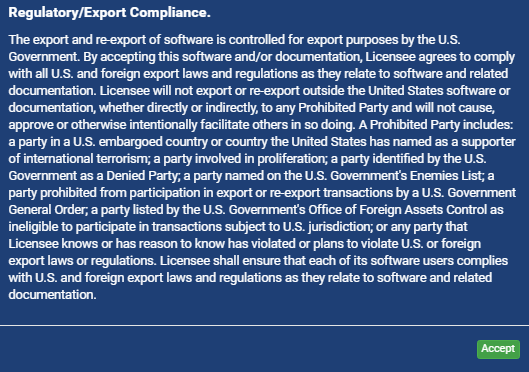 Regulatory/Export Compliance.
The export and re-export of software is controlled for export purposes by the U.S.
Government. By accepting this software and/or documentation, Licensee agrees to comply
with all U.S. and foreign export laws and regulations as they relate to software and related
documentation. Licensee will not export or re-export outside the United States software or
documentation, whether directly or indirectly, to any Prohibited Party and will not cause,
approve or otherwise intentionally facilitate others in so doing. A Prohibited Party includes:
a party in a U.S. embargoed country or country the United States has named as a supporter
of international terrorism; a party involved in proliferation; a party identified by the U.S.
Government as a Denied Party; a party named on the U.S. Government's Enemies List; a
party prohibited from participation in export or re-export transactions by a U.S. Government
General Order; a party listed by the U.S. Government's Office of Foreign Assets Control as
ineligible to participate in transactions subject to U.S. jurisdiction; or any party that
Licensee knows or has reason to know has violated or plans to violate U.S. or foreign
export laws or regulations. Licensee shall ensure that each of its software users complies
with U.S. and foreign export laws and regulations as they relate to software and related
documentation.
Accept